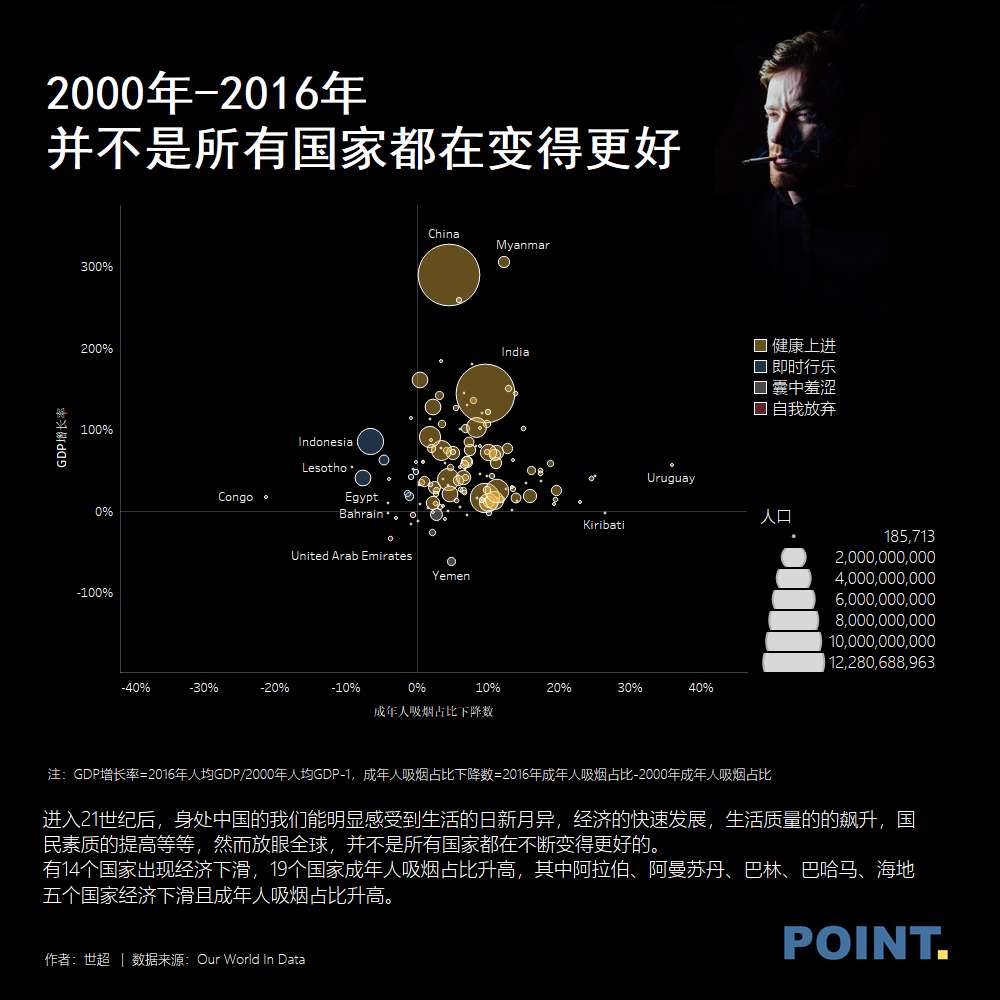 2000年-2016年
并不是所有国家都在变得更好
China
Myanmar
300%
健康上进
200%
India
即时行乐
囊中羞涩
自我放弃
GDP增长率
100%
Indonesia
Lesotho
Uruguay
Congo
Egypt
Bahrain
0%
Kiribati
人口
185,713
United Arab Emirates
2,000,000,000
Yemen
4,000,000,000
-100%
6,000,000,000
8,000,000,000
10,000,000,000
12,280,688,963
-40% -30% -20% -10% 0% 10% 20% 30% 40%
成年人吸烟占比下降数
注：GDP增长率=2016年人均GDP/2000年人均GDP-1，成年人吸烟占比下降数=2016年成年人吸烟占比-2000年成年人吸烟占比
进入21世纪后，身处中国的我们能明显感受到生活的日新月异，经济的快速发展，生活质量的的飙升，国
民素质的提高等等，然而放眼全球，并不是所有国家都在不断变得更好的。
有14个国家出现经济下滑，19个国家成年人吸烟占比升高，其中阿拉伯、阿曼苏丹、巴林、巴哈马、海地
五个国家经济下滑且成年人吸烟占比升高。
POINT.
作者：世超 | 数据来源：Our World In Data